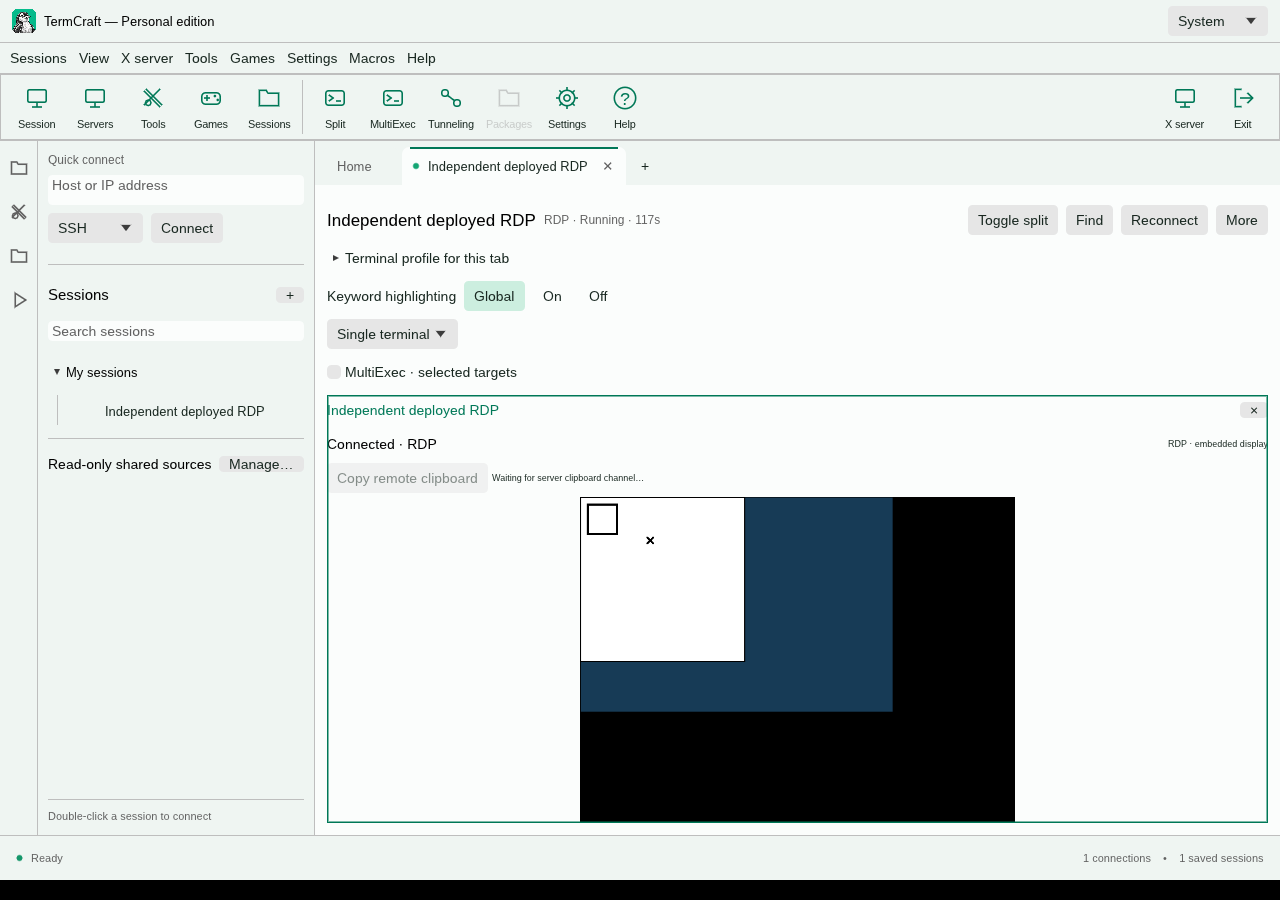 TermCraft — Personal edition
System
Sessions View X server Tools Games Settings Macros Help
Session Servers Tools Games Sessions Split MultiExec Tunneling Packages Settings Help X server Exit
Quick connect
Host or IP address
SSH Connect
Sessions +
Search sessions
My sessions
Independent deployed RDP
Read-only shared sources Manage…
Double-click a session to connect
Home Independent deployed RDP ✕ +
Independent deployed RDP RDP · Running · 117s Toggle split Find Reconnect More
Terminal profile for this tab
Keyword highlighting Global On Off
Single terminal
MultiExec · selected targets
Independent deployed RDP ✕
Connected · RDP RDP · embedded display
Copy remote clipboard Waiting for server clipboard channel…
Ready 1 connections • 1 saved sessions